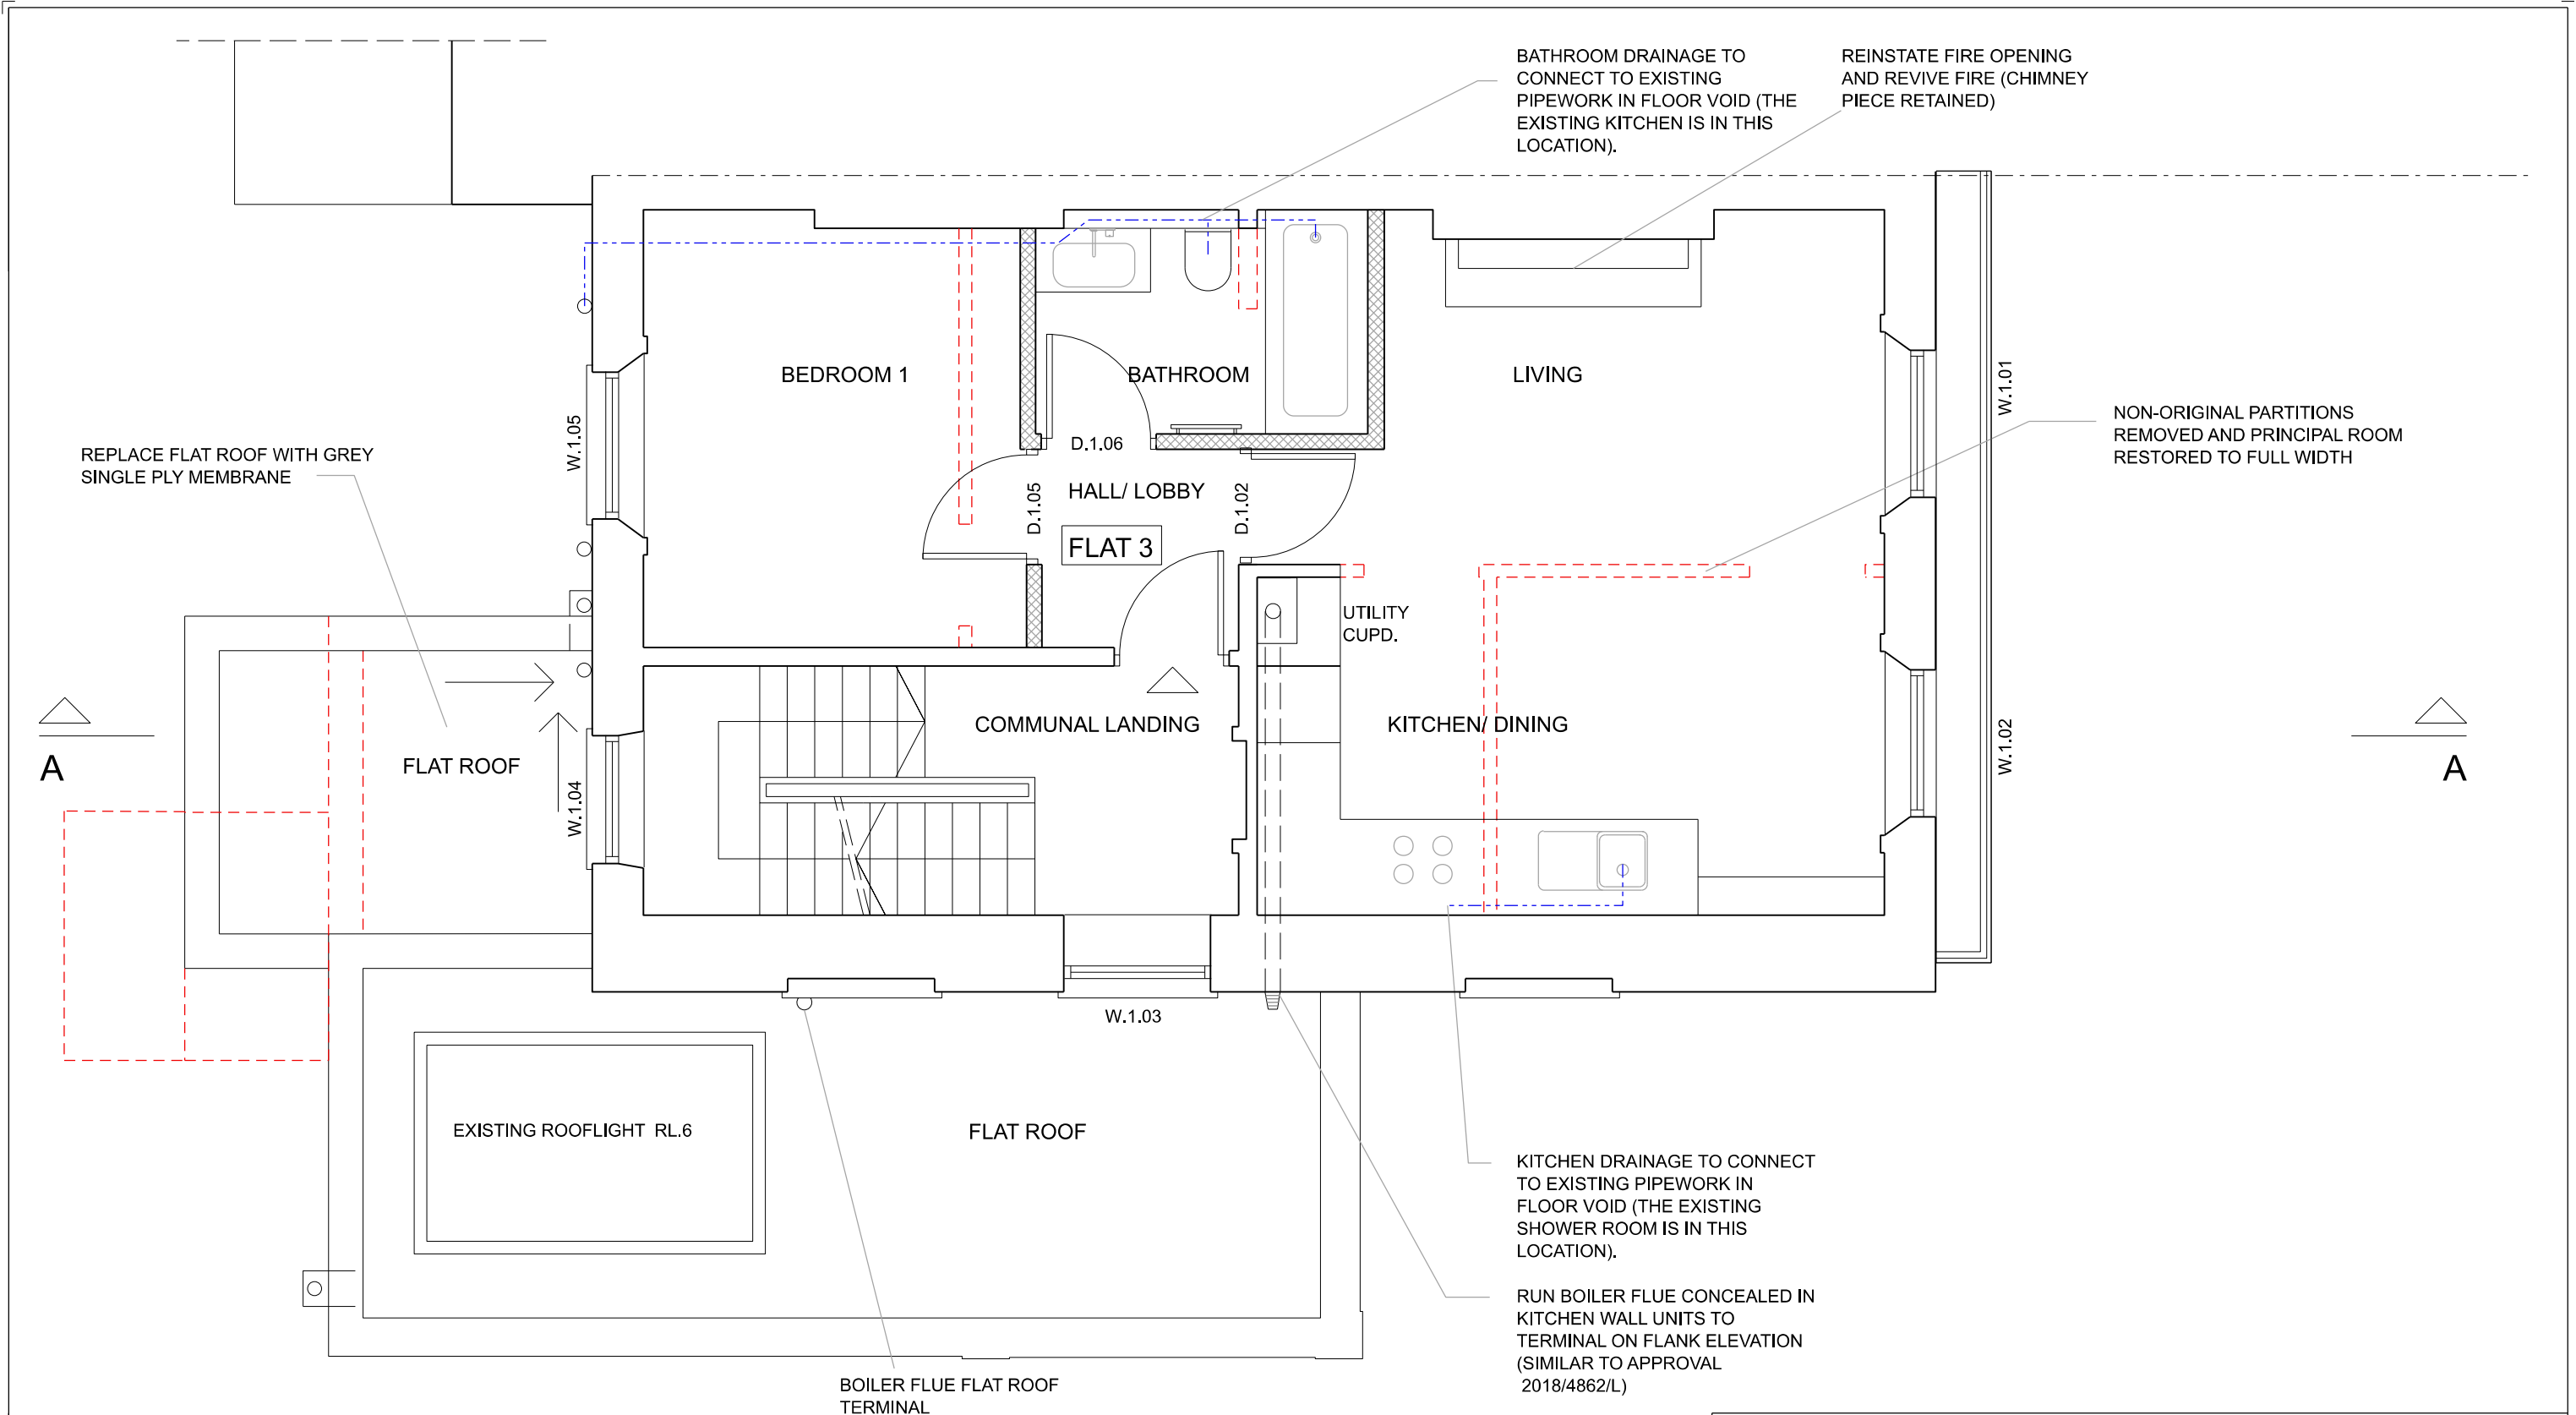 BATHROOM DRAINAGE TO
CONNECT TO EXISTING
PIPEWORK IN FLOOR VOID (THE
EXISTING KITCHEN IS IN THIS
LOCATION).
REINSTATE FIRE OPENING
AND REVIVE FIRE (CHIMNEY
PIECE RETAINED)
BEDROOM 1
BATHROOM
LIVING
W.1.01
W.1.05
NON-ORIGINAL PARTITIONS
REMOVED AND PRINCIPAL ROOM
RESTORED TO FULL WIDTH
REPLACE FLAT ROOF WITH GREY
SINGLE PLY MEMBRANE
D.1.06
HALL/ LOBBY
D.1.05
D.1.02
FLAT 3
UTILITY
CUPD.
COMMUNAL LANDING
KITCHEN/ DINING
W.1.02
A
FLAT ROOF
W.1.04
A
W.1.03
EXISTING ROOFLIGHT RL.6
FLAT ROOF
KITCHEN DRAINAGE TO CONNECT
TO EXISTING PIPEWORK IN
FLOOR VOID (THE EXISTING
SHOWER ROOM IS IN THIS
LOCATION).
RUN BOILER FLUE CONCEALED IN
KITCHEN WALL UNITS TO
TERMINAL ON FLANK ELEVATION
(SIMILAR TO APPROVAL
2018/4862/L)
BOILER FLUE FLAT ROOF
TERMINAL